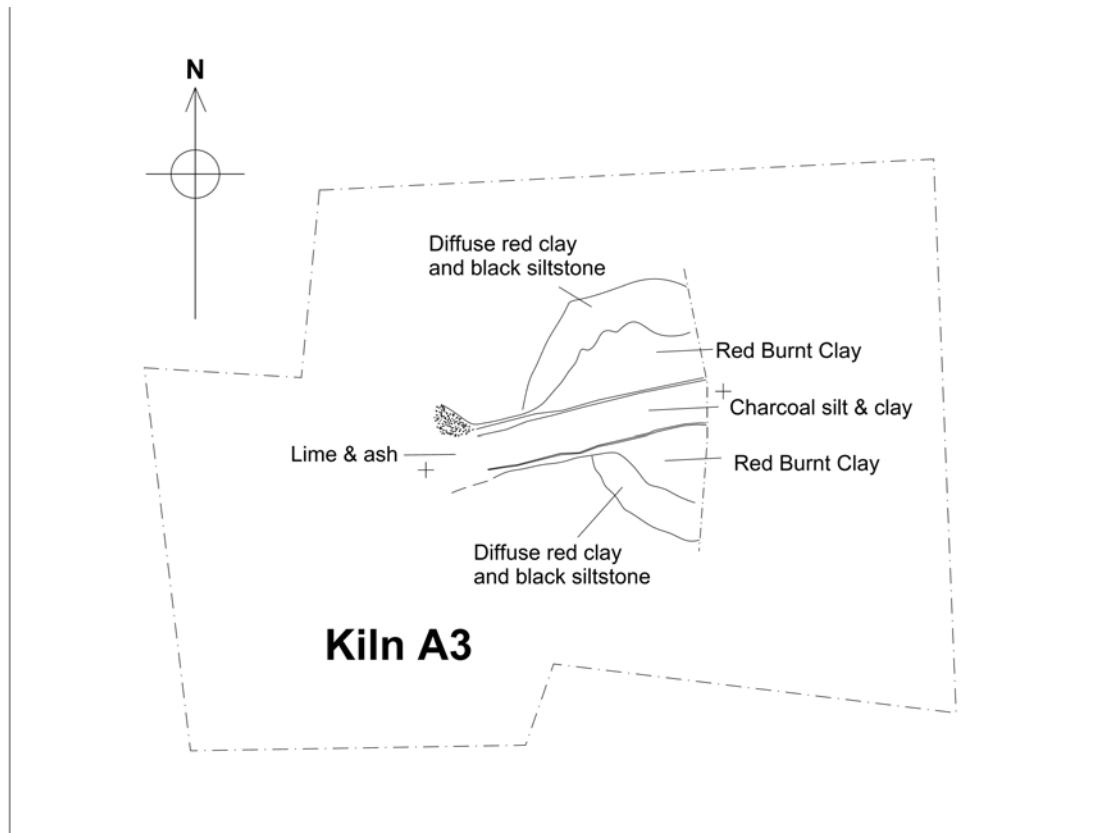 N
Diffuse red clay
and black siltstone
Red Burnt Clay
Charcoal silt & clay
Lime & ash
Red Burnt Clay
Diffuse red clay
and black siltstone
Kiln A3